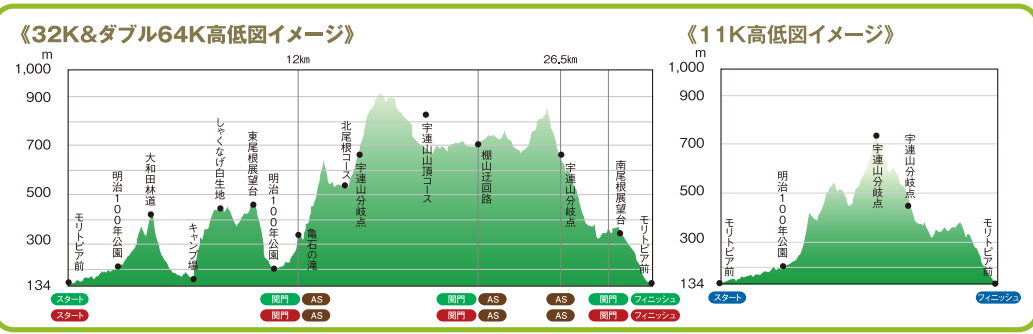 《32K&ダブル64K高低図イメージ》
m
12km
26.5km
1,000
900
700
500
300
134
モリトピア前
明治100年公園
大和田林道
キャンプ場
しゃくなげ自生地
東尾根展望台
明治100年公園
亀石の滝
北尾根コース
宇連山分岐点
宇連山山頂コース
棚山迂回路
宇連山分岐点
南尾根展望台
モリトピア前
スタート
関門
AS
関門
AS
AS
関門
フィニッシュ
スタート
関門
AS
関門
AS
AS
関門
フィニッシュ
《11K高低図イメージ》
m
1,000
900
700
500
300
134
モリトピア前
明治100年公園
宇連山分岐点
宇連山分岐点
モリトピア前
スタート
フィニッシュ